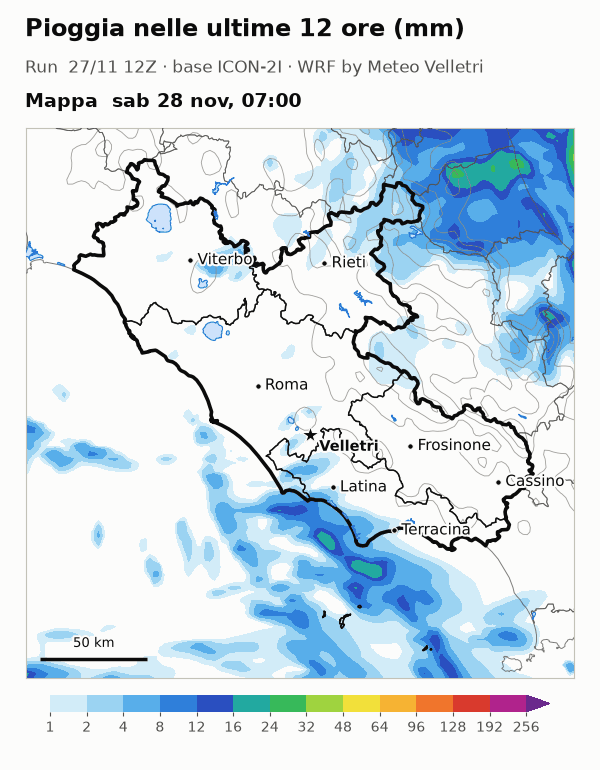 Pioggia nelle ultime 12 ore (mm)
Run  27/11 12Z · base ICON-2I · WRF by Meteo Velletri
Mappa  sab 28 nov, 07:00
Viterbo
Rieti
Roma
Velletri
Frosinone
Latina
Cassino
Terracina
50 km
1 2 4 8 12 16 24 32 48 64 96 128 192 256